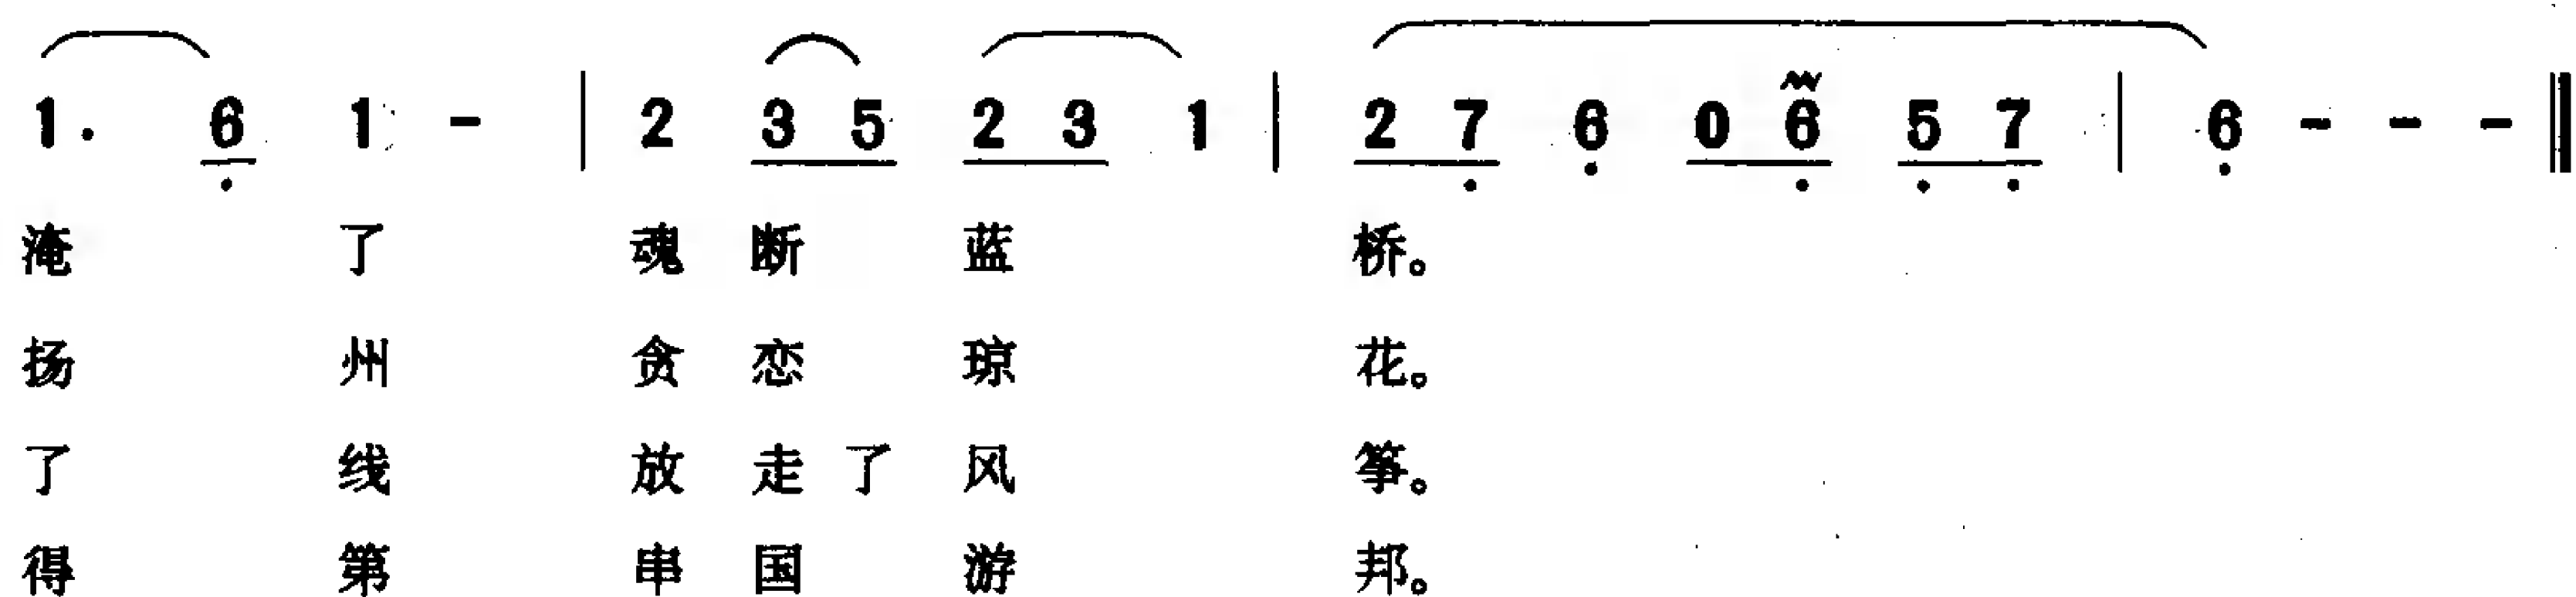 1. 6 1 - | 2 3 5 2 3 1 | 2 7 6 0 6 5 7 | 6 - - - ‖
淹 了 魂 断 蓝 桥。
扬 州 贪 恋 琼 花。
了 线 放 走 了 风 筝。
得 第 串 国 游 邦。